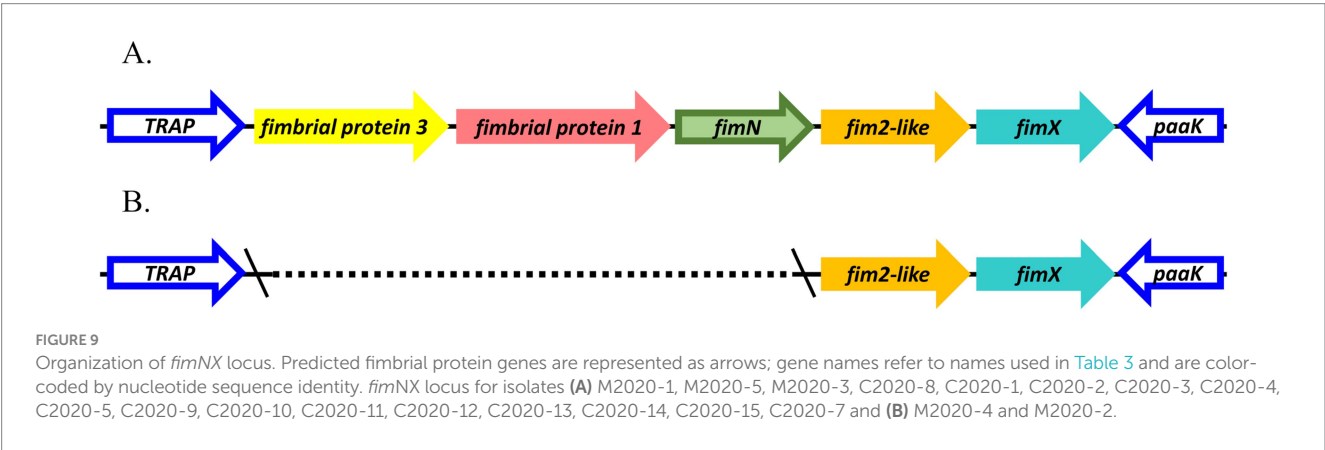 A.
TRAP fimbrial protein 3 fimbrial protein 1 fimN fim2-like fimX paaK
B.
TRAP fim2-like fimX paaK
FIGURE 9
Organization of fimNX locus. Predicted fimbrial protein genes are represented as arrows; gene names refer to names used in Table 3 and are color-
coded by nucleotide sequence identity. fimNX locus for isolates (A) M2020-1, M2020-5, M2020-3, C2020-8, C2020-1, C2020-2, C2020-3, C2020-4,
C2020-5, C2020-9, C2020-10, C2020-11, C2020-12, C2020-13, C2020-14, C2020-15, C2020-7 and (B) M2020-4 and M2020-2.